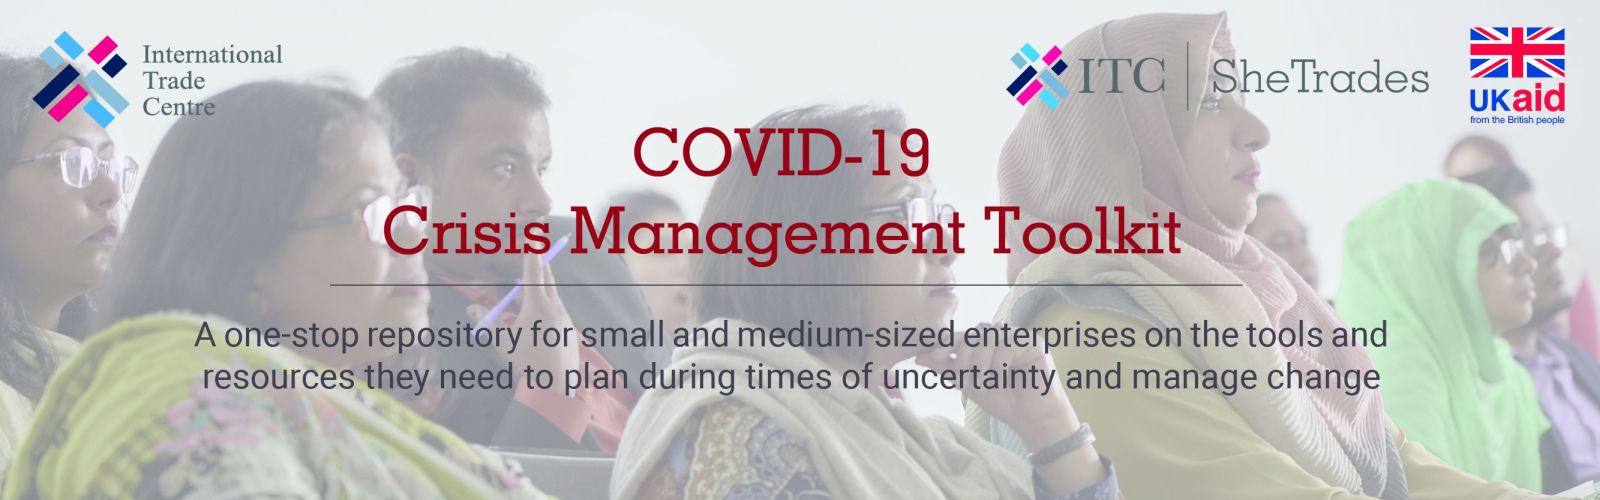 International
Trade
Centre
ITC | SheTrades
UKaid
from the British people
COVID-19
Crisis Management Toolkit
A one-stop repository for small and medium-sized enterprises on the tools and
resources they need to plan during times of uncertainty and manage change